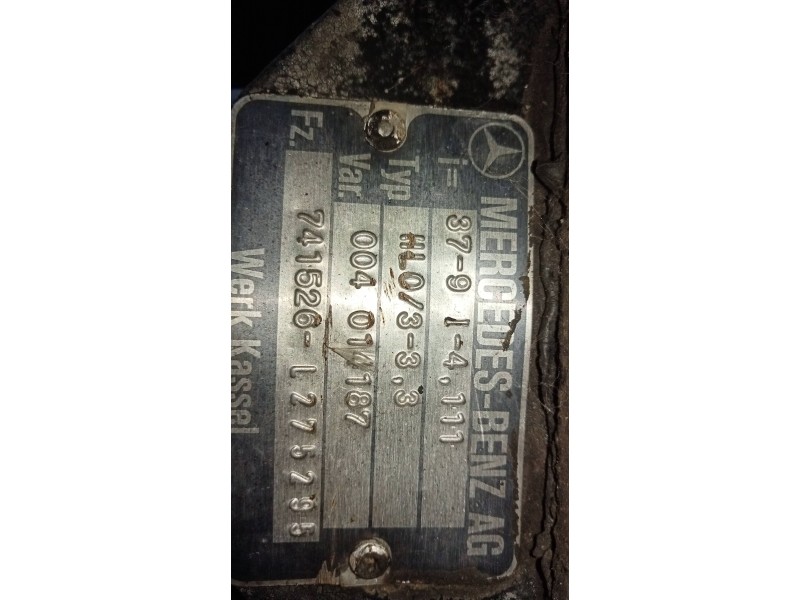 MERCEDES-BENZ AG
i= 37-9 I-4,111
Typ HL0/3-3,3
Var. 004 014187
Fz. 741526-L275295
Werk Kassel